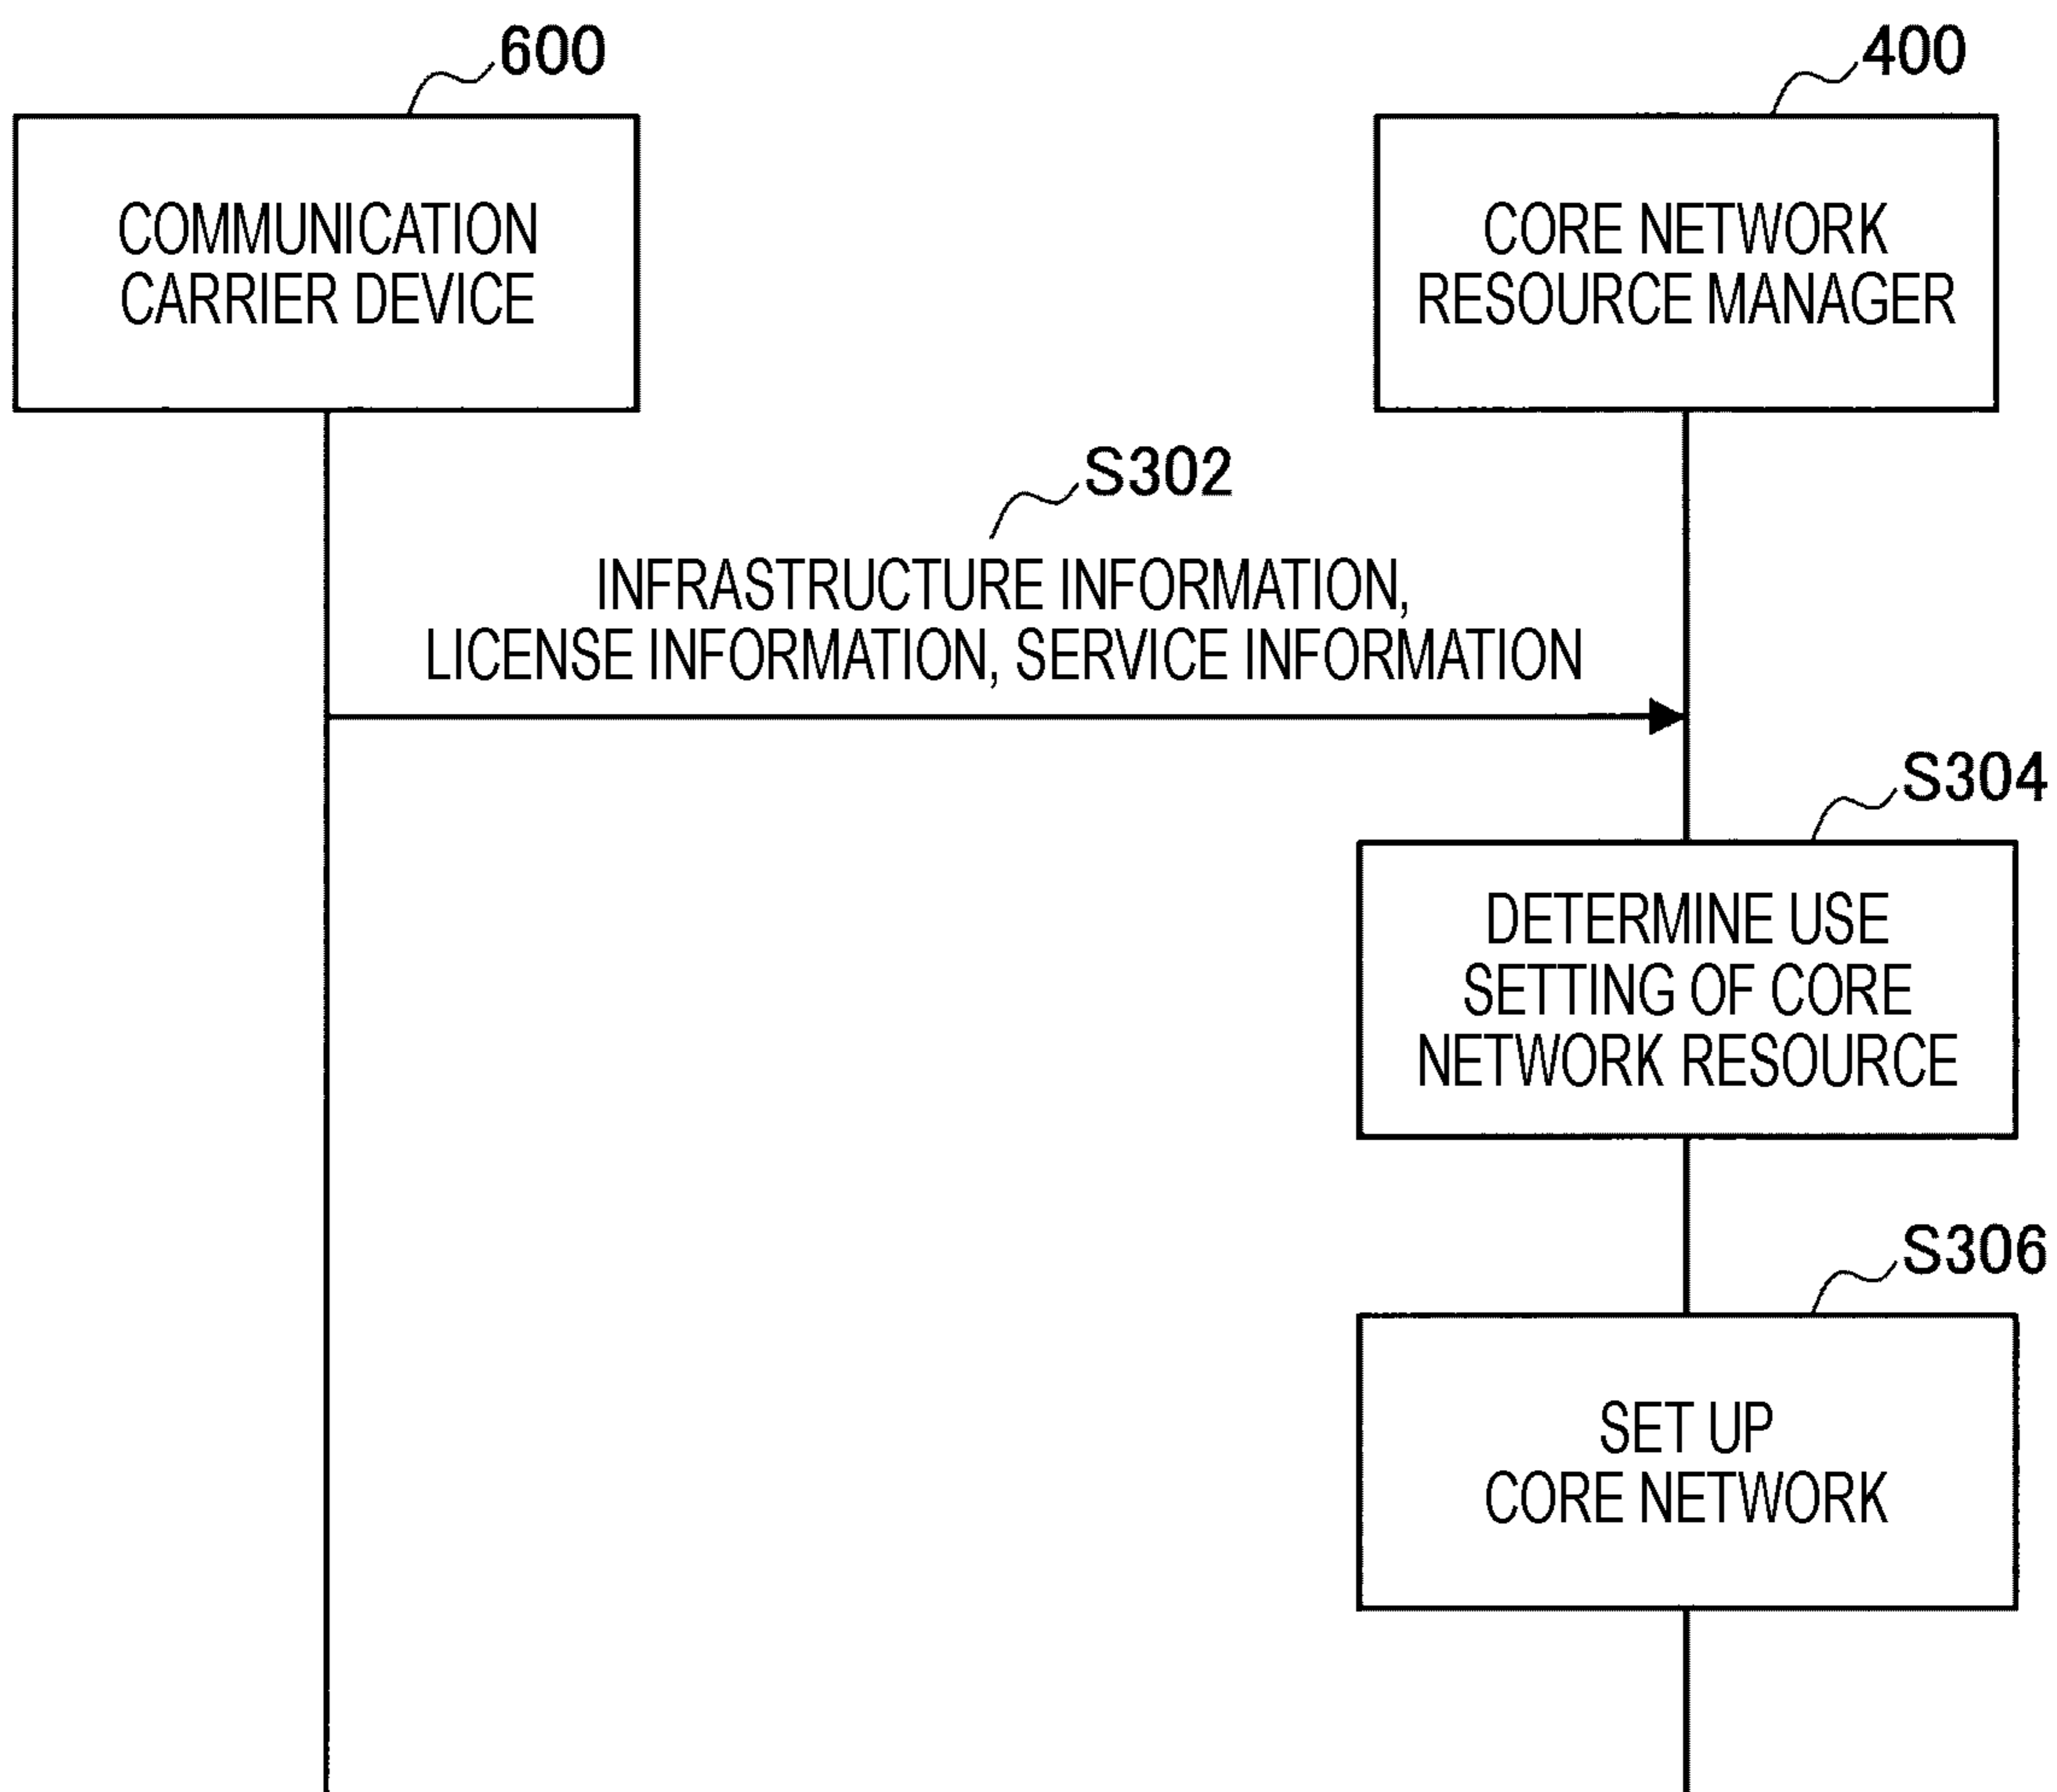 600
400
COMMUNICATION
CARRIER DEVICE
CORE NETWORK
RESOURCE MANAGER
S302
INFRASTRUCTURE INFORMATION,
LICENSE INFORMATION, SERVICE INFORMATION
S304
DETERMINE USE
SETTING OF CORE
NETWORK RESOURCE
S306
SET UP
CORE NETWORK